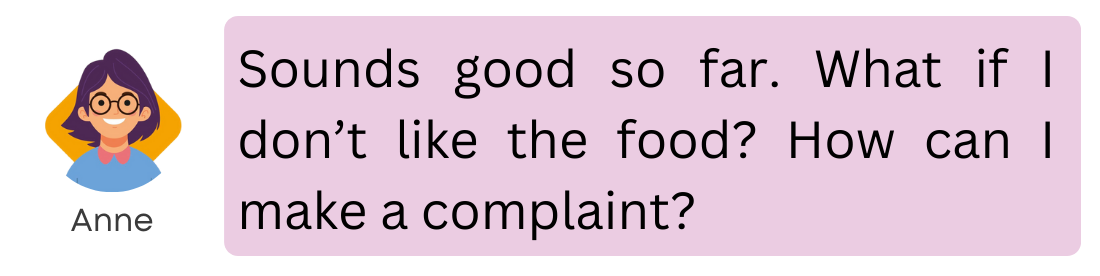 Sounds good so far. What if I
don’t like the food? How can I
make a complaint?
Anne